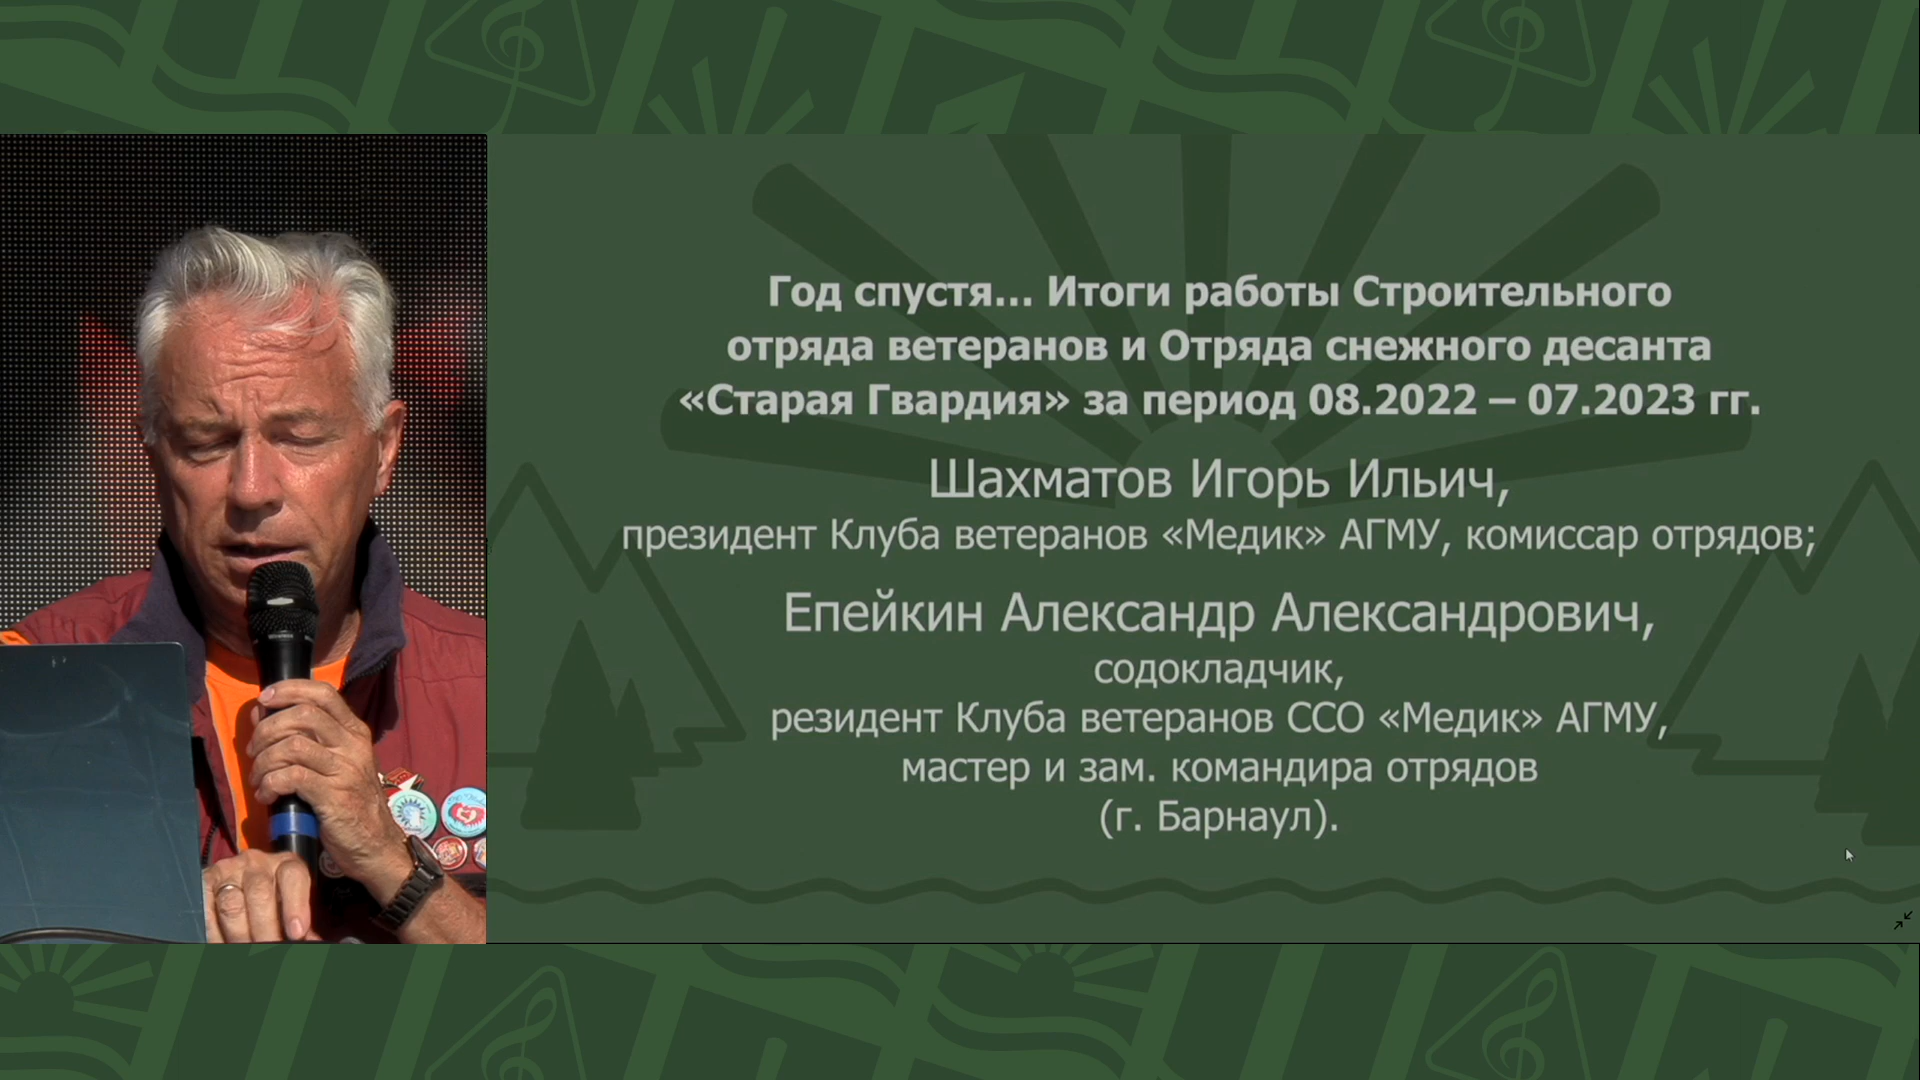 Год спустя... Итоги работы Строительного
отряда ветеранов и Отряда снежного десанта
«Старая Гвардия» за период 08.2022 – 07.2023 гг.
Шахматов Игорь Ильич,
президент Клуба ветеранов «Медик» АГМУ, комиссар отрядов;
Епейкин Александр Александрович,
содокладчик,
резидент Клуба ветеранов ССО «Медик» АГМУ,
мастер и зам. командира отрядов
(г. Барнаул).